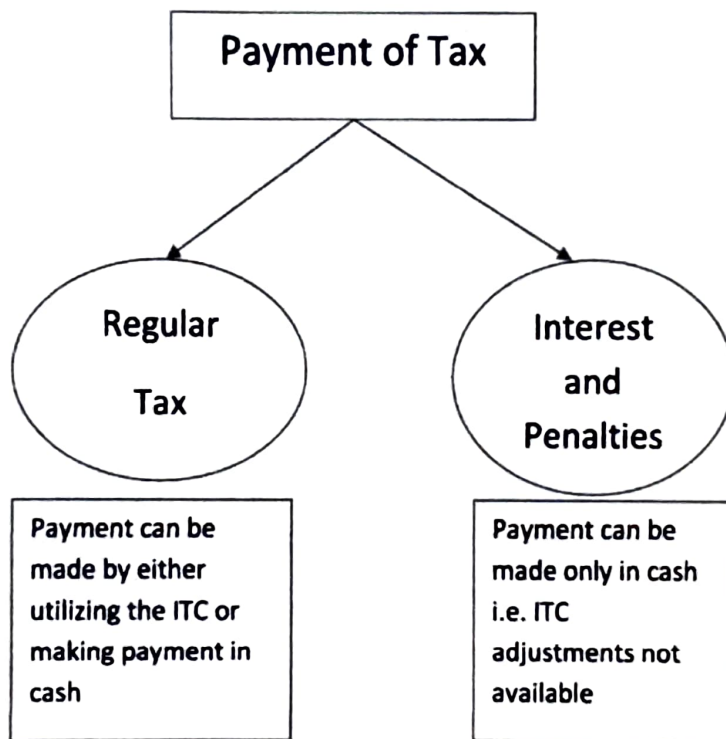 Payment of Tax
Regular
Tax
Interest
and
Penalties
Payment can be
made by either
utilizing the ITC or
making payment in
cash
Payment can be
made only in cash
i.e. ITC
adjustments not
available